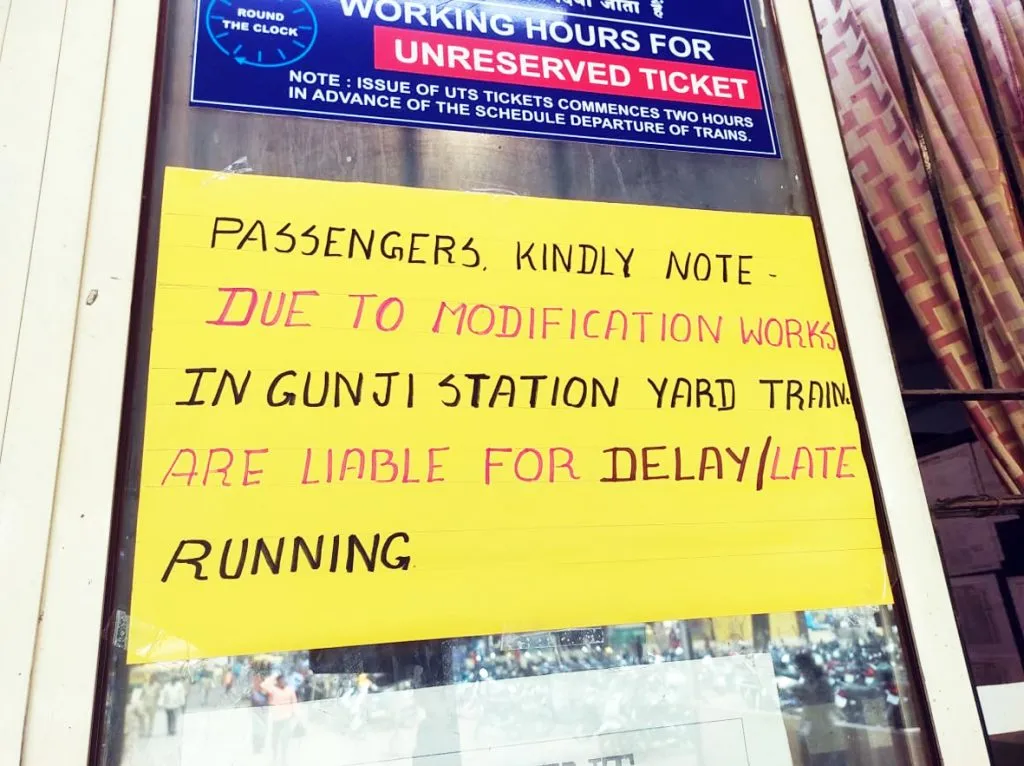 जाता हैं
ROUND
THE CLOCK
WORKING HOURS FOR
UNRESERVED TICKET
NOTE : ISSUE OF UTS TICKETS COMMENCES TWO HOURS
IN ADVANCE OF THE SCHEDULE DEPARTURE OF TRAINS.
PASSENGERS, KINDLY NOTE -
DUE TO MODIFICATION WORKS
IN GUNJI STATION YARD TRAIN.
ARE LIABLE FOR DELAY/LATE
RUNNING